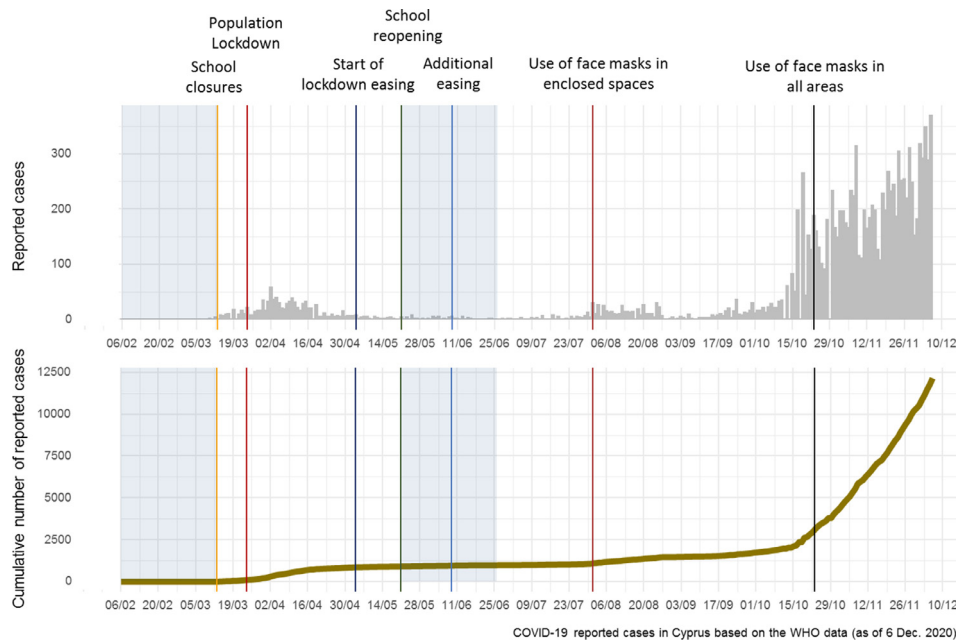 Population
Lockdown
School
reopening
School
closures
Start of
lockdown easing
Additional
easing
Use of face masks in
enclosed spaces
Use of face masks in
all areas
Reported cases
300
200
100
0
06/02 20/02 05/03 19/03 02/04 16/04 30/04 14/05 28/05 11/06 25/06 09/07 23/07 06/08 20/08 03/09 17/09 01/10 15/10 29/10 12/11 26/11 10/12
Cumulative number of reported cases
12500
10000
7500
5000
2500
0
06/02 20/02 05/03 19/03 02/04 16/04 30/04 14/05 28/05 11/06 25/06 09/07 23/07 06/08 20/08 03/09 17/09 01/10 15/10 29/10 12/11 26/11 10/12
COVID-19 reported cases in Cyprus based on the WHO data (as of 6 Dec. 2020)